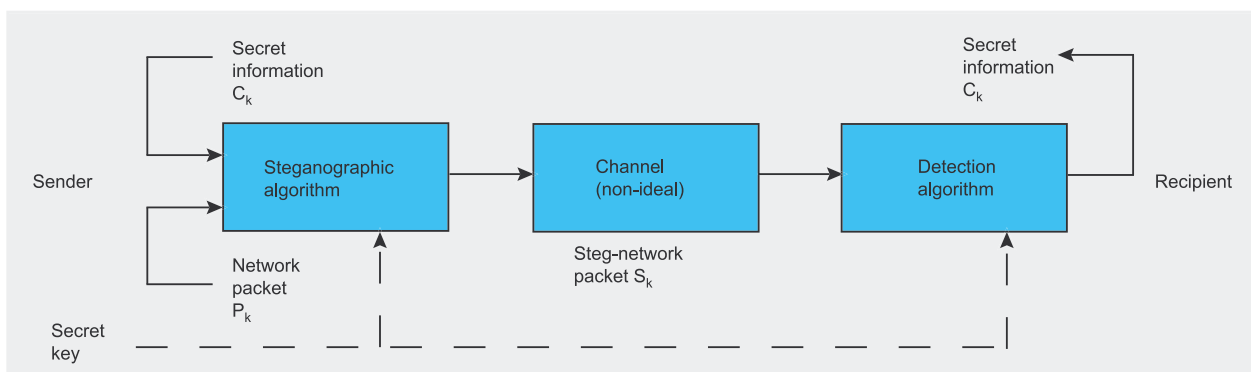 Secret
information
Cₖ
Secret
information
Cₖ
Sender
Steganographic
algorithm
Channel
(non-ideal)
Detection
algorithm
Recipient
Network
packet
Pₖ
Steg-network
packet Sₖ
Secret
key